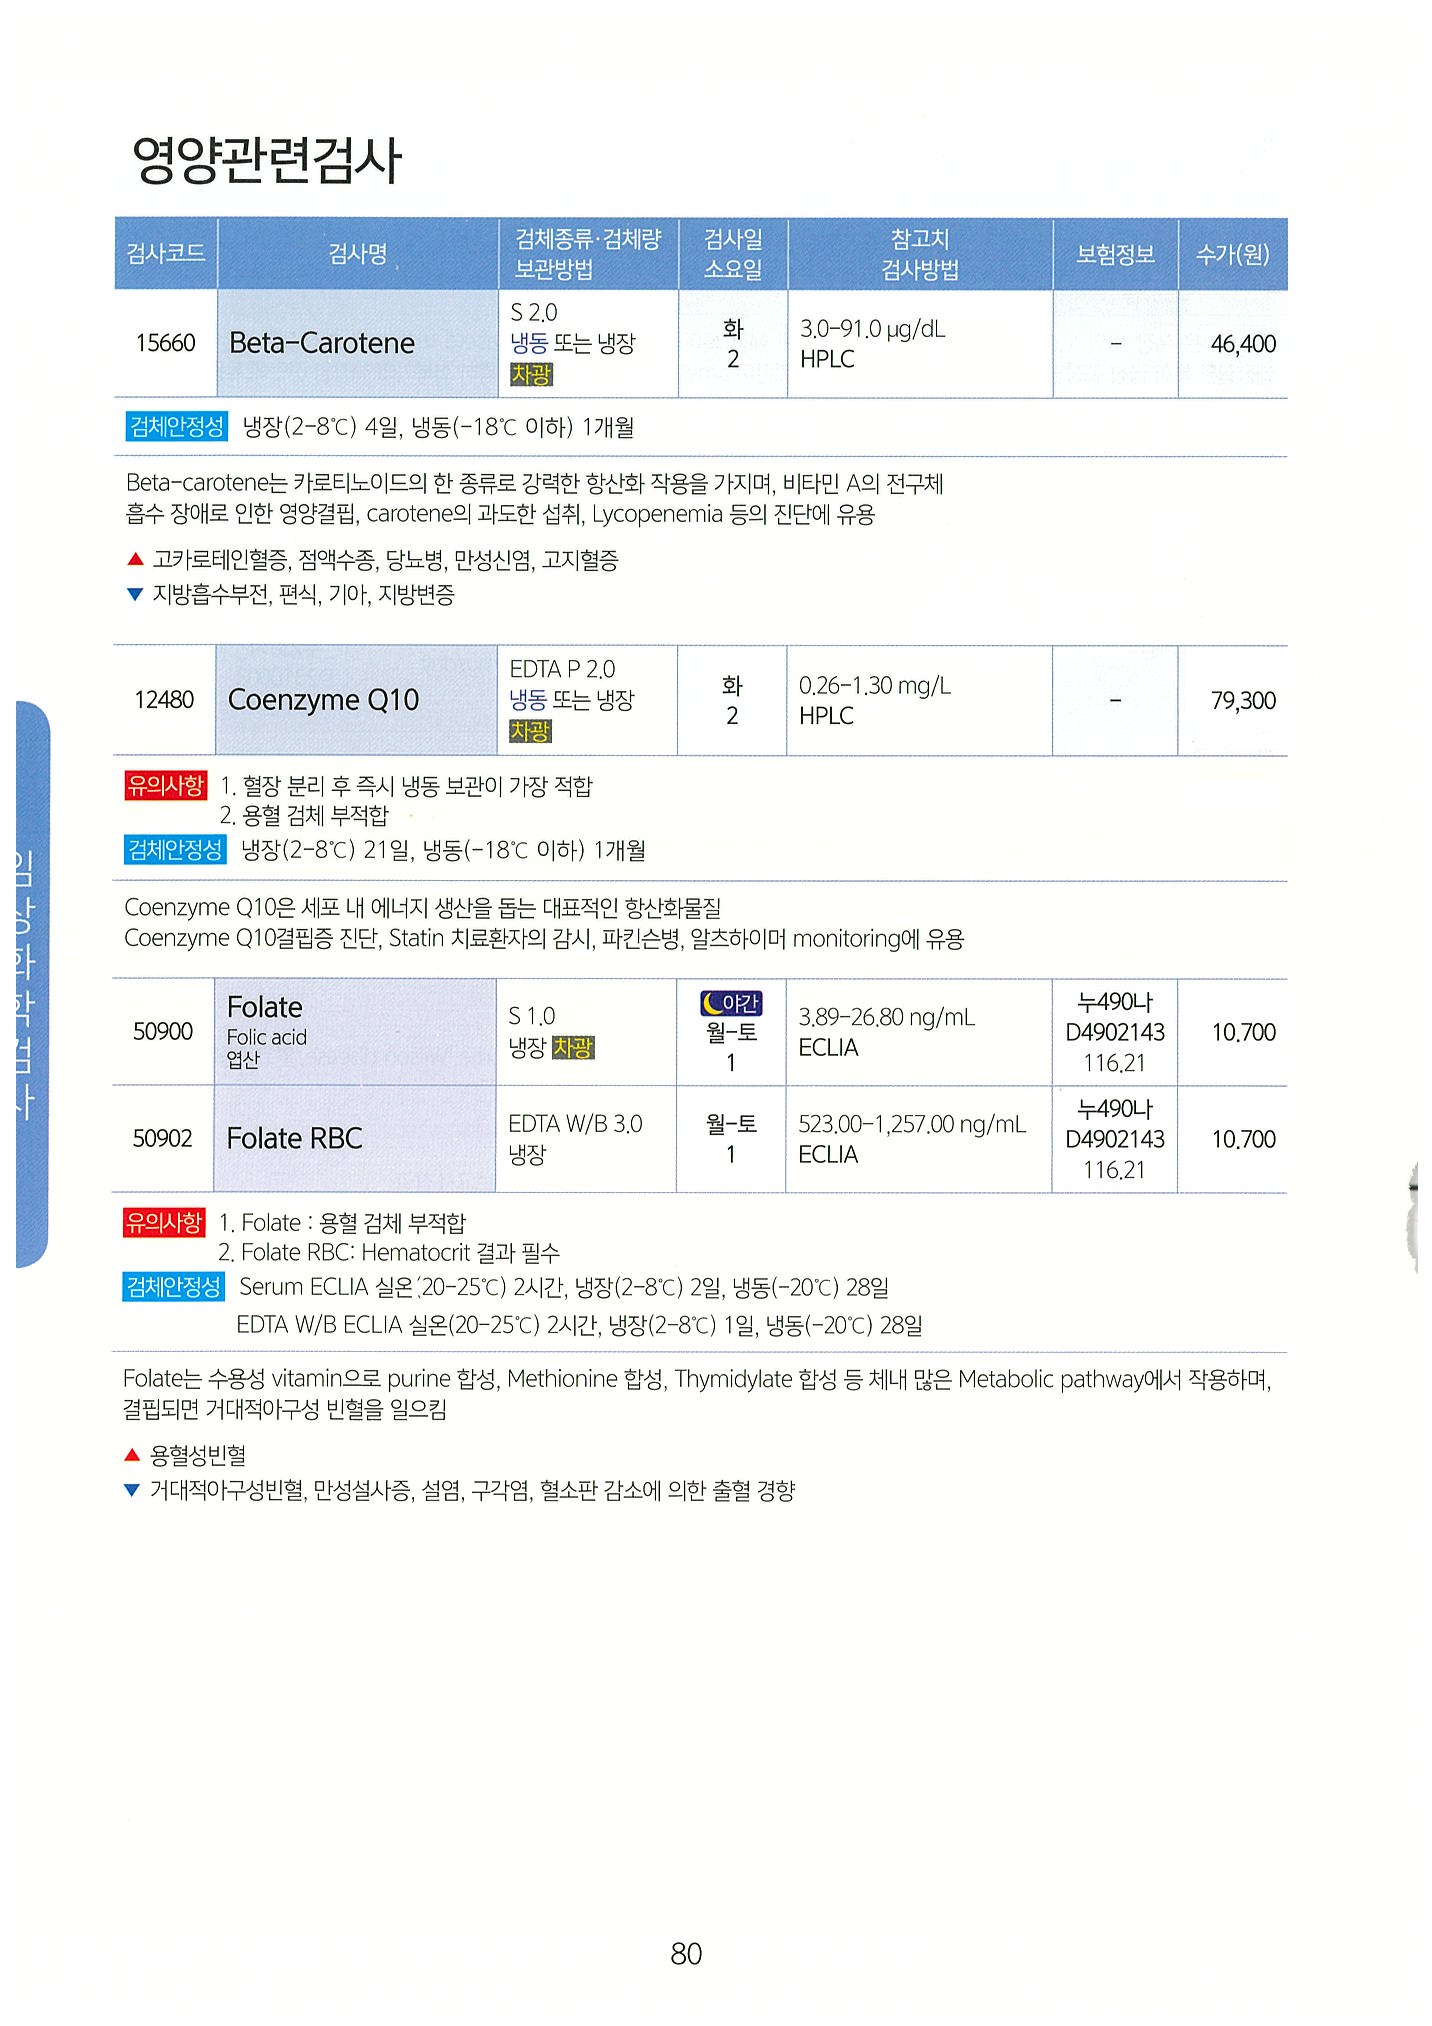 영양관련검사
검사코드 검사명 검체종류·검체량 보관방법 검사일 소요일 참고치 검사방법 보험정보 수가(원)
15660 Beta-Carotene S 2.0 냉동 또는 냉장 차광 화 2 3.0-91.0 μg/dL HPLC - 46,400
검체안정성 냉장(2-8℃) 4일, 냉동(-18℃ 이하) 1개월
Beta-carotene는 카로티노이드의 한 종류로 강력한 항산화 작용을 가지며, 비타민 A의 전구체
흡수 장애로 인한 영양결핍, carotene의 과도한 섭취, Lycopenemia 등의 진단에 유용
▲ 고카로테인혈증, 점액수종, 당뇨병, 만성신염, 고지혈증
▼ 지방흡수부전, 편식, 기아, 지방변증
12480 Coenzyme Q10 EDTA P 2.0 냉동 또는 냉장 차광 화 2 0.26-1.30 mg/L HPLC - 79,300
유의사항 1. 혈장 분리 후 즉시 냉동 보관이 가장 적합
2. 용혈 검체 부적합
검체안정성 냉장(2-8℃) 21일, 냉동(-18℃ 이하) 1개월
Coenzyme Q10은 세포 내 에너지 생산을 돕는 대표적인 항산화물질
Coenzyme Q10결핍증 진단, Statin 치료환자의 감시, 파킨슨병, 알츠하이머 monitoring에 유용
50900 Folate Folic acid 엽산 S 1.0 냉장 차광 야간 월-토 1 3.89-26.80 ng/mL ECLIA 누490나 D4902143 116.21 10.700
50902 Folate RBC EDTA W/B 3.0 냉장 월-토 1 523.00-1,257.00 ng/mL ECLIA 누490나 D4902143 116.21 10.700
유의사항 1. Folate : 용혈 검체 부적합
2. Folate RBC: Hematocrit 결과 필수
검체안정성 Serum ECLIA 실온(20-25℃) 2시간, 냉장(2-8℃) 2일, 냉동(-20℃) 28일
EDTA W/B ECLIA 실온(20-25℃) 2시간, 냉장(2-8℃) 1일, 냉동(-20℃) 28일
Folate는 수용성 vitamin으로 purine 합성, Methionine 합성, Thymidylate 합성 등 체내 많은 Metabolic pathway에서 작용하며,
결핍되면 거대적아구성 빈혈을 일으킴
▲ 용혈성빈혈
▼ 거대적아구성빈혈, 만성설사증, 설염, 구각염, 혈소판 감소에 의한 출혈 경향
임상화학검사
80